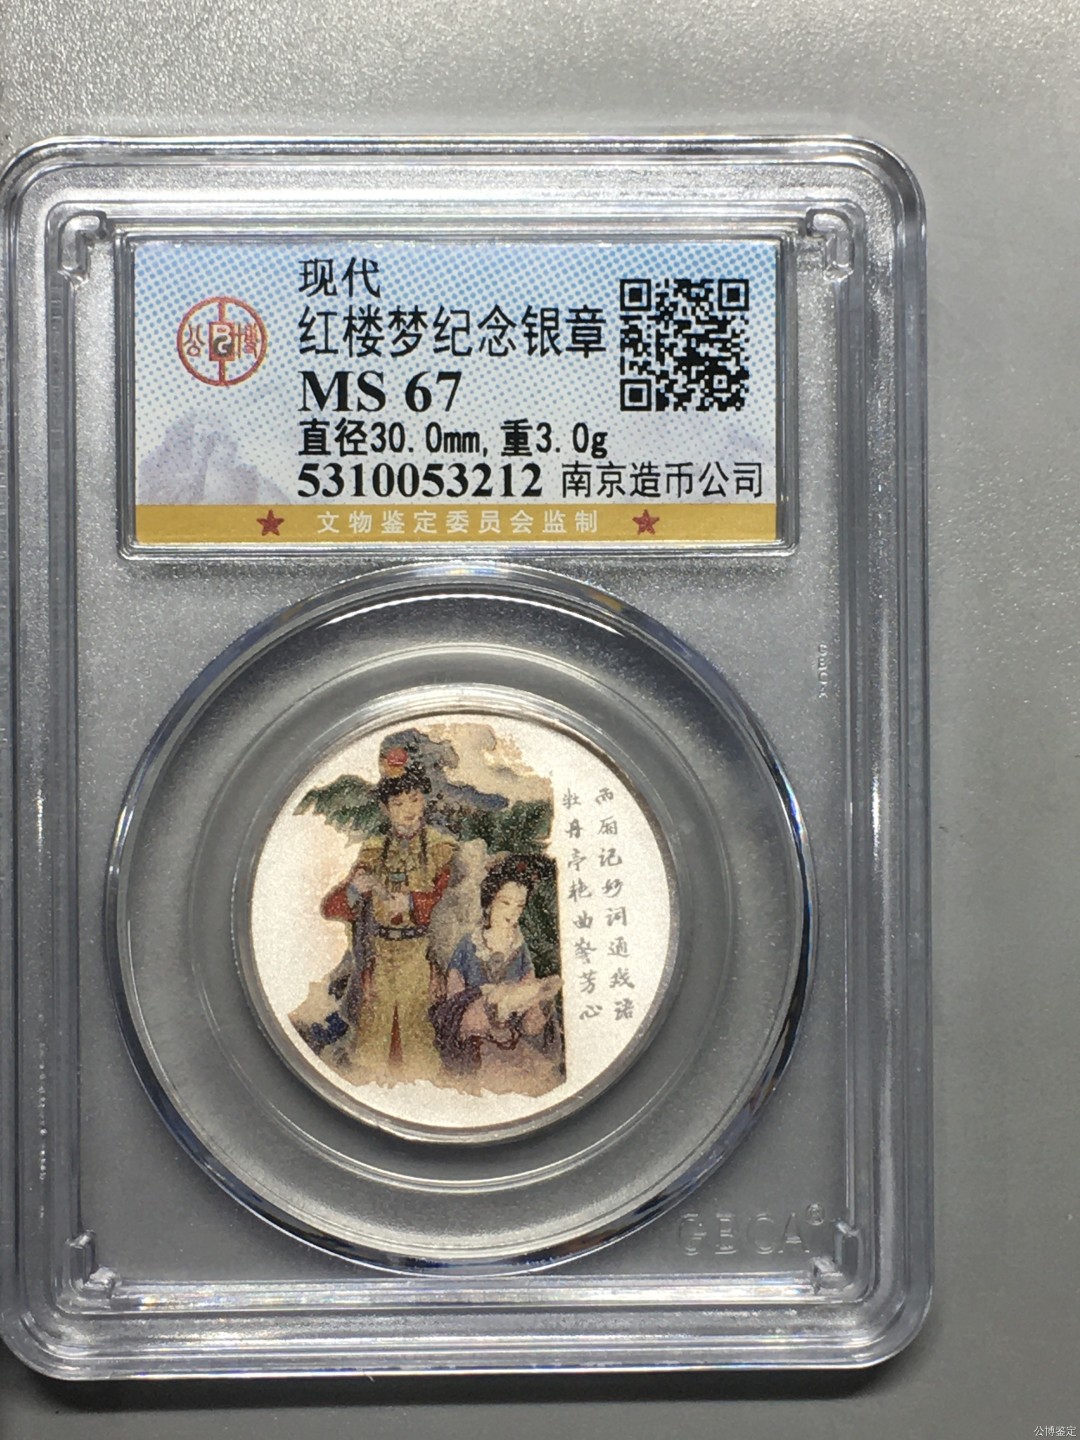 现代
红楼梦纪念银章
MS 67
直径30.0mm,重3.0g
5310053212 南京造币公司
公博
文物鉴定委员会监制
西厢记妙词通戏语
牡丹亭艳曲警芳心
GBCA®
公博鉴定